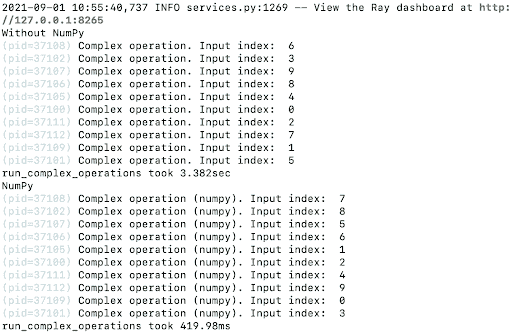 2021-09-01 10:55:40,737 INFO services.py:1269 -- View the Ray dashboard at http:
//127.0.0.1:8265
Without NumPy
(pid=37108) Complex operation. Input index:  6
(pid=37102) Complex operation. Input index:  3
(pid=37107) Complex operation. Input index:  9
(pid=37106) Complex operation. Input index:  8
(pid=37105) Complex operation. Input index:  4
(pid=37100) Complex operation. Input index:  0
(pid=37111) Complex operation. Input index:  2
(pid=37112) Complex operation. Input index:  7
(pid=37109) Complex operation. Input index:  1
(pid=37101) Complex operation. Input index:  5
run_complex_operations took 3.382sec
NumPy
(pid=37108) Complex operation (numpy). Input index:  7
(pid=37102) Complex operation (numpy). Input index:  8
(pid=37107) Complex operation (numpy). Input index:  5
(pid=37106) Complex operation (numpy). Input index:  6
(pid=37105) Complex operation (numpy). Input index:  1
(pid=37100) Complex operation (numpy). Input index:  2
(pid=37111) Complex operation (numpy). Input index:  4
(pid=37112) Complex operation (numpy). Input index:  9
(pid=37109) Complex operation (numpy). Input index:  0
(pid=37101) Complex operation (numpy). Input index:  3
run_complex_operations took 419.98ms